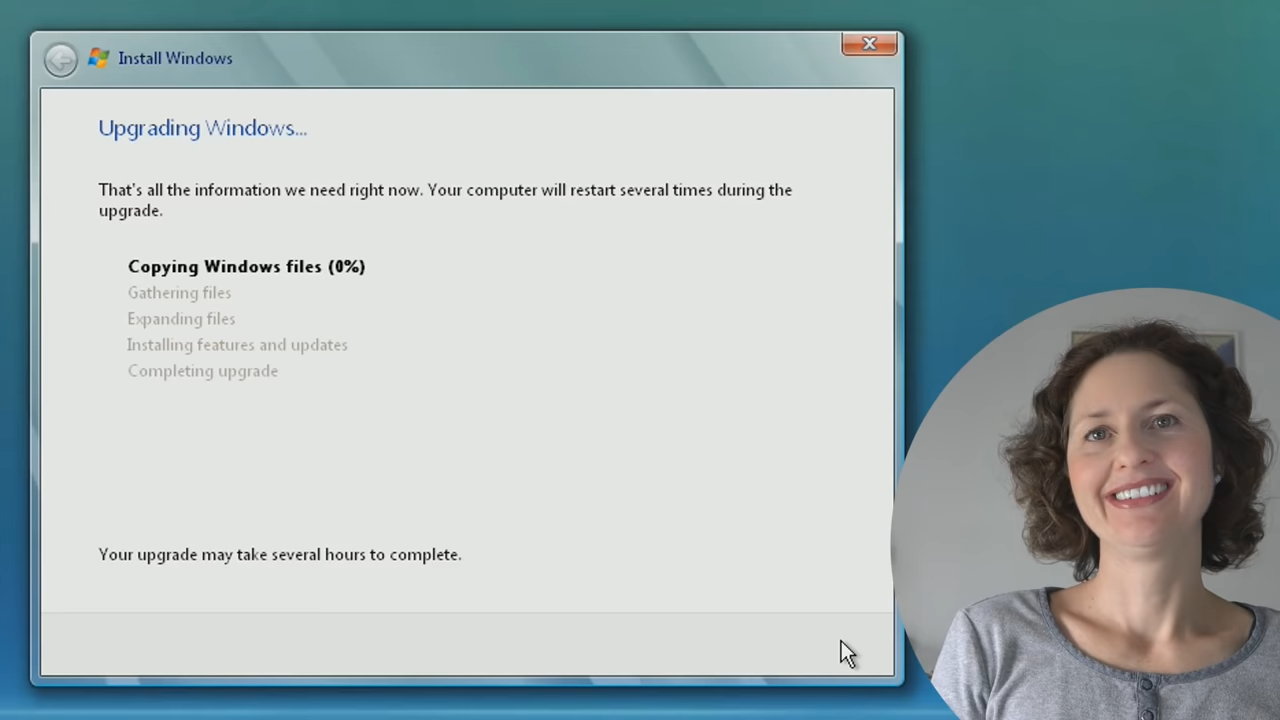 Install Windows
Upgrading Windows...
That's all the information we need right now. Your computer will restart several times during the
upgrade.
Copying Windows files (0%)
Gathering files
Expanding files
Installing features and updates
Completing upgrade
Your upgrade may take several hours to complete.